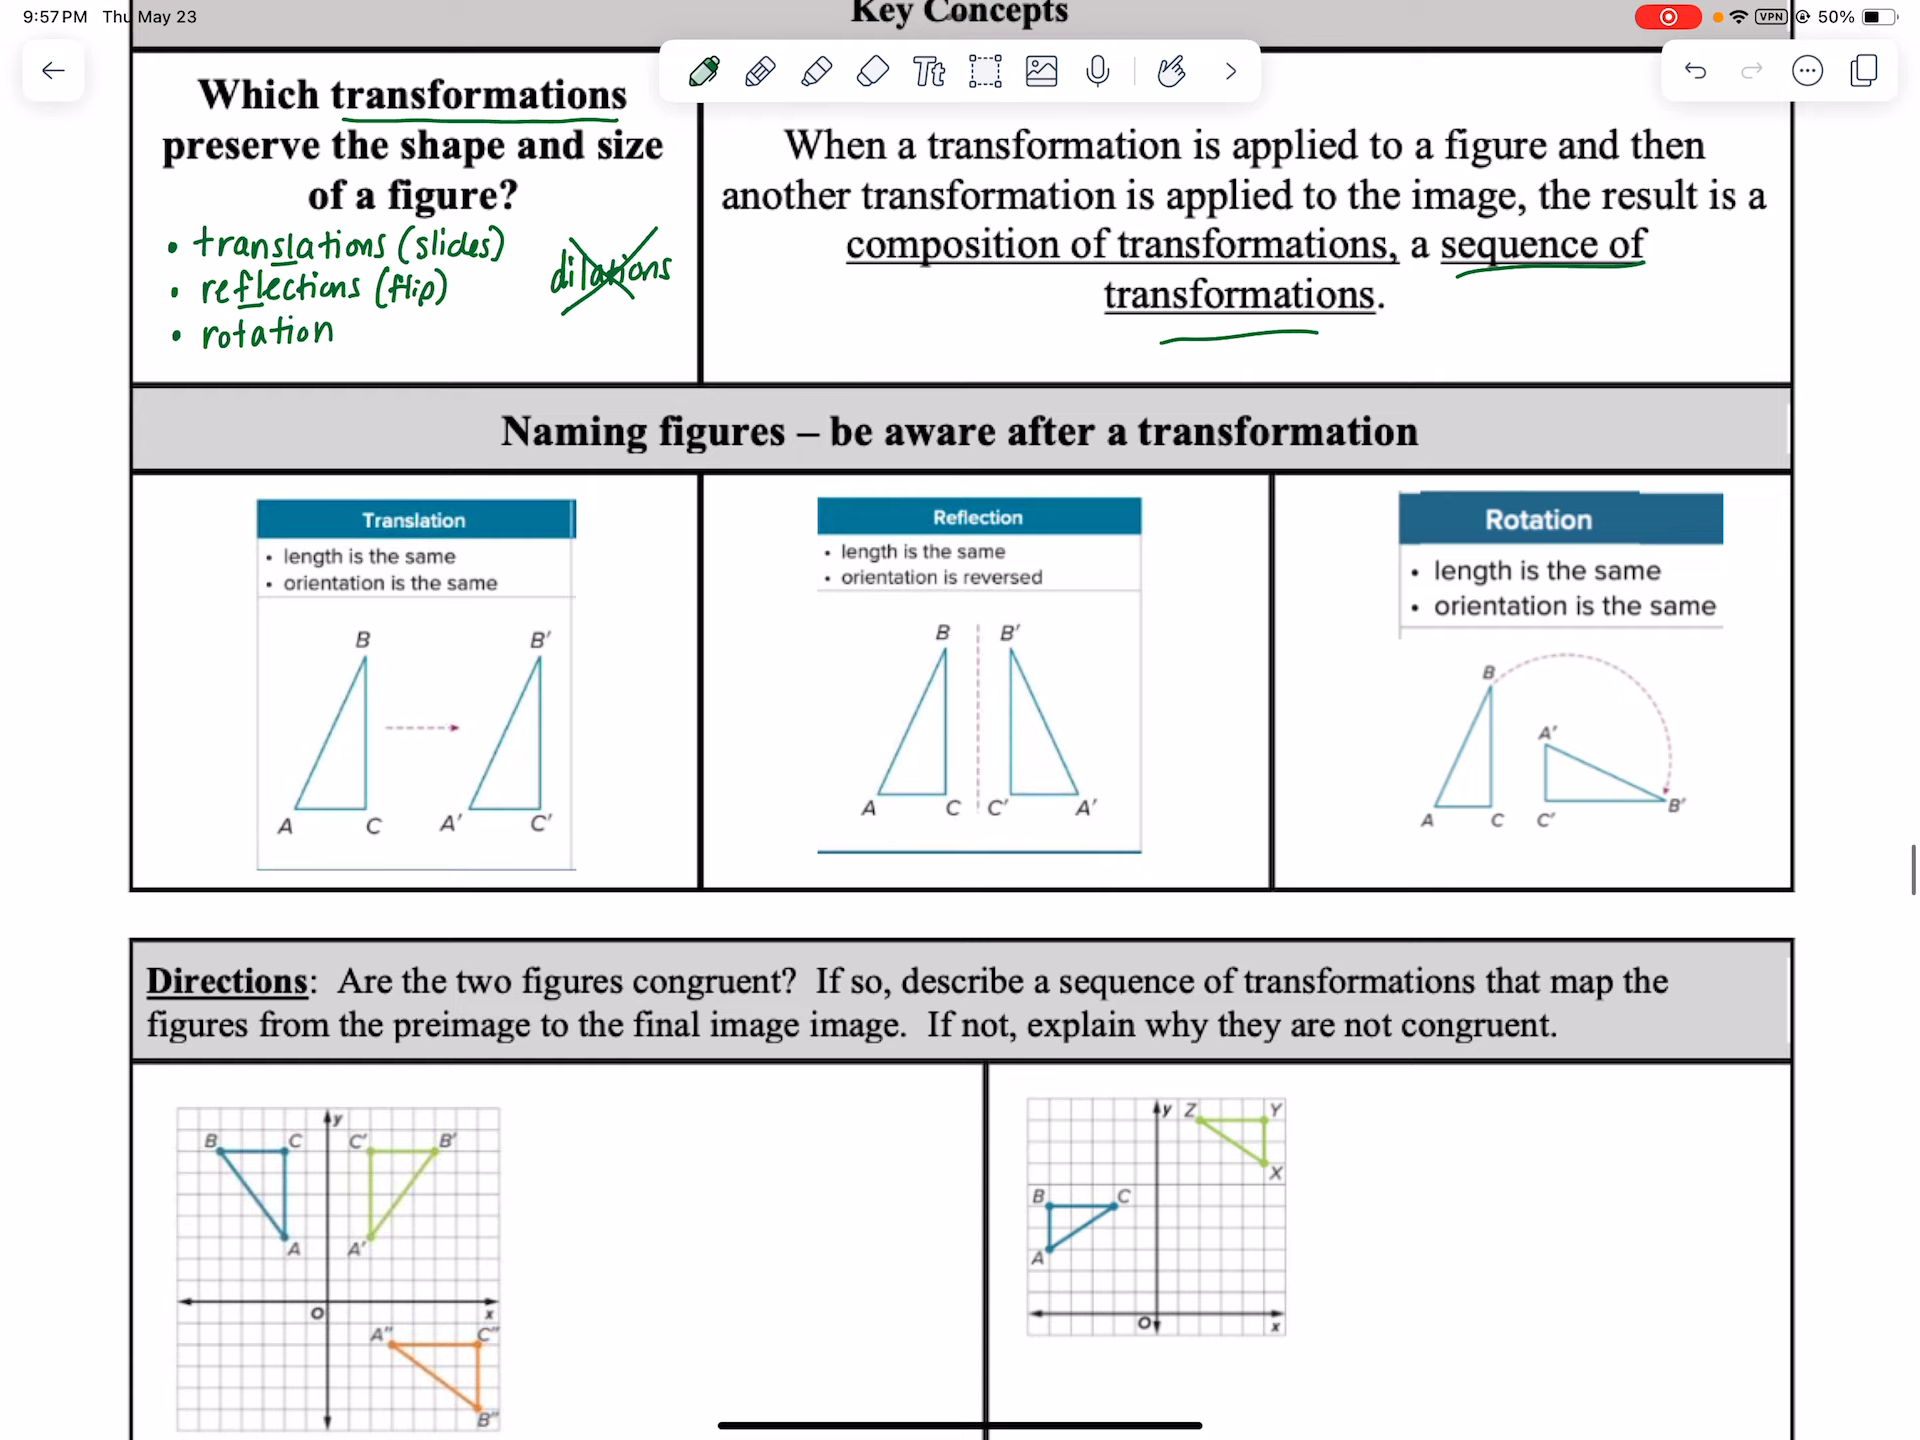 9:57 PM Thu May 23
50%
VPN
Key Concepts
Tt
Which transformations
preserve the shape and size
of a figure?
• translations (slides)
• reflections (flip)
• rotation
dilations
When a transformation is applied to a figure and then
another transformation is applied to the image, the result is a
composition of transformations, a sequence of
transformations.
Naming figures – be aware after a transformation
Translation
• length is the same
• orientation is the same
B
B'
A
C
A'
C'
Reflection
• length is the same
• orientation is reversed
B
B'
A
C
C'
A'
Rotation
• length is the same
• orientation is the same
B
A'
B'
A
C
C'
Directions: Are the two figures congruent? If so, describe a sequence of transformations that map the
figures from the preimage to the final image image. If not, explain why they are not congruent.
y
B
C
C'
B'
A
A'
O
x
A"
C"
B"
y
Z
Y
X
B
C
A
O
x